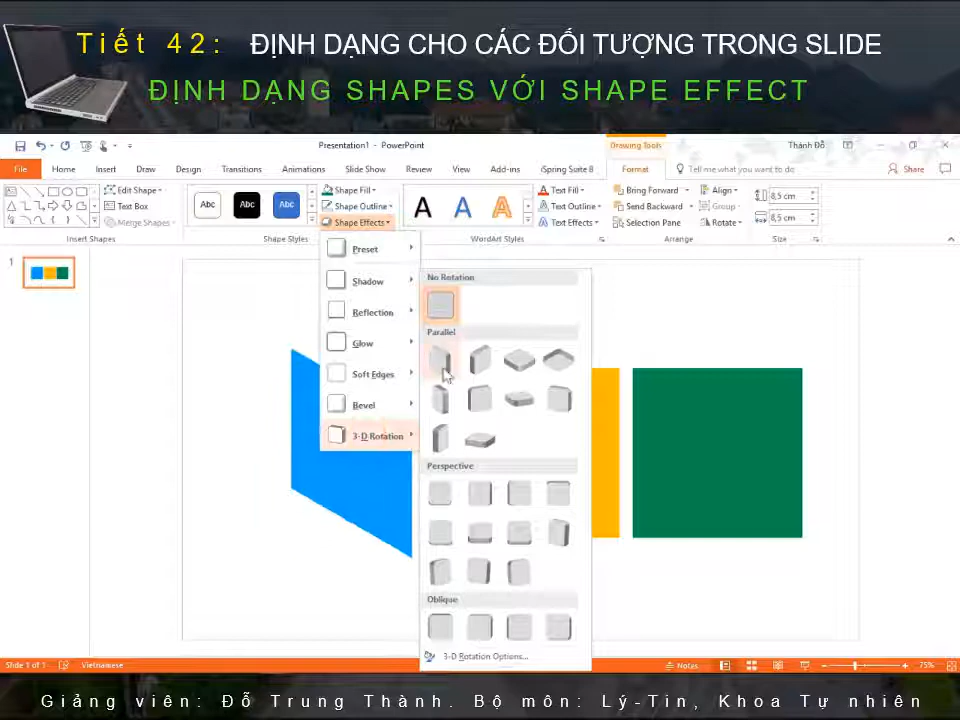 Tiết 42: ĐỊNH DẠNG CHO CÁC ĐỐI TƯỢNG TRONG SLIDE
ĐỊNH DẠNG SHAPES VỚI SHAPE EFFECT
Presentation1 - PowerPoint
Drawing Tools
Thành Đỗ
File Home Insert Draw Design Transitions Animations Slide Show Review View Add-ins iSpring Suite 8 Format Tell me what you want to do Share
Edit Shape
Text Box
Merge Shapes
Insert Shapes
Abc Abc Abc
Shape Fill
Shape Outline
Shape Effects
Shape Styles
A A A
Text Fill
Text Outline
Text Effects
WordArt Styles
Bring Forward
Send Backward
Selection Pane
Align
Group
Rotate
Arrange
8,5 cm
8,5 cm
Size
1
Preset
Shadow
Reflection
Glow
Soft Edges
Bevel
3-D Rotation
No Rotation
Parallel
Perspective
Oblique
3-D Rotation Options...
Slide 1 of 1 Vietnamese Notes 75%
Giảng viên: Đỗ Trung Thành. Bộ môn: Lý-Tin, Khoa Tự nhiên